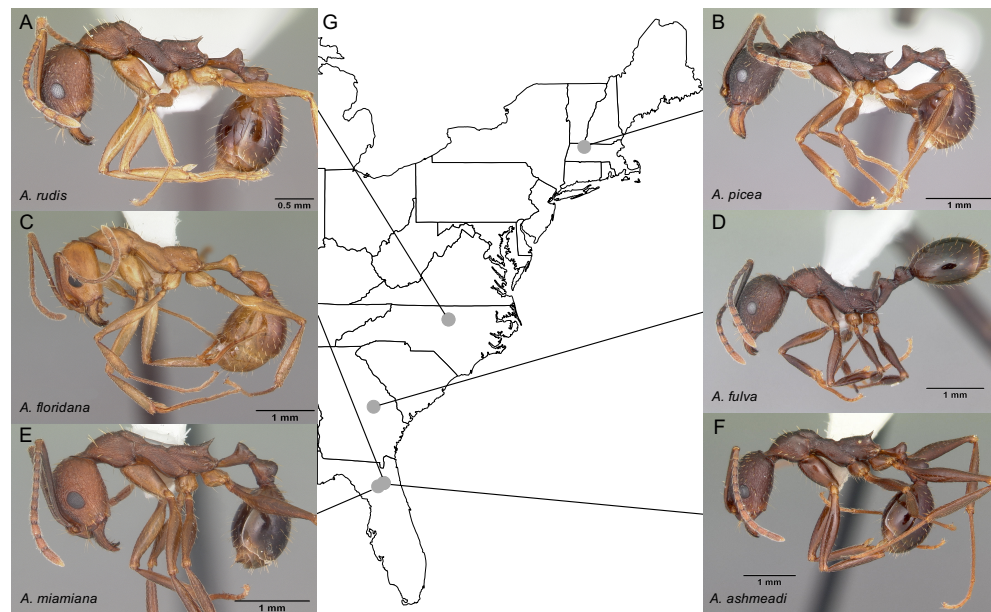 A
G
B
A. rudis
0.5 mm
A. picea
1 mm
C
D
A. floridana
1 mm
A. fulva
1 mm
E
F
A. miamiana
1 mm
1 mm
A. ashmeadi